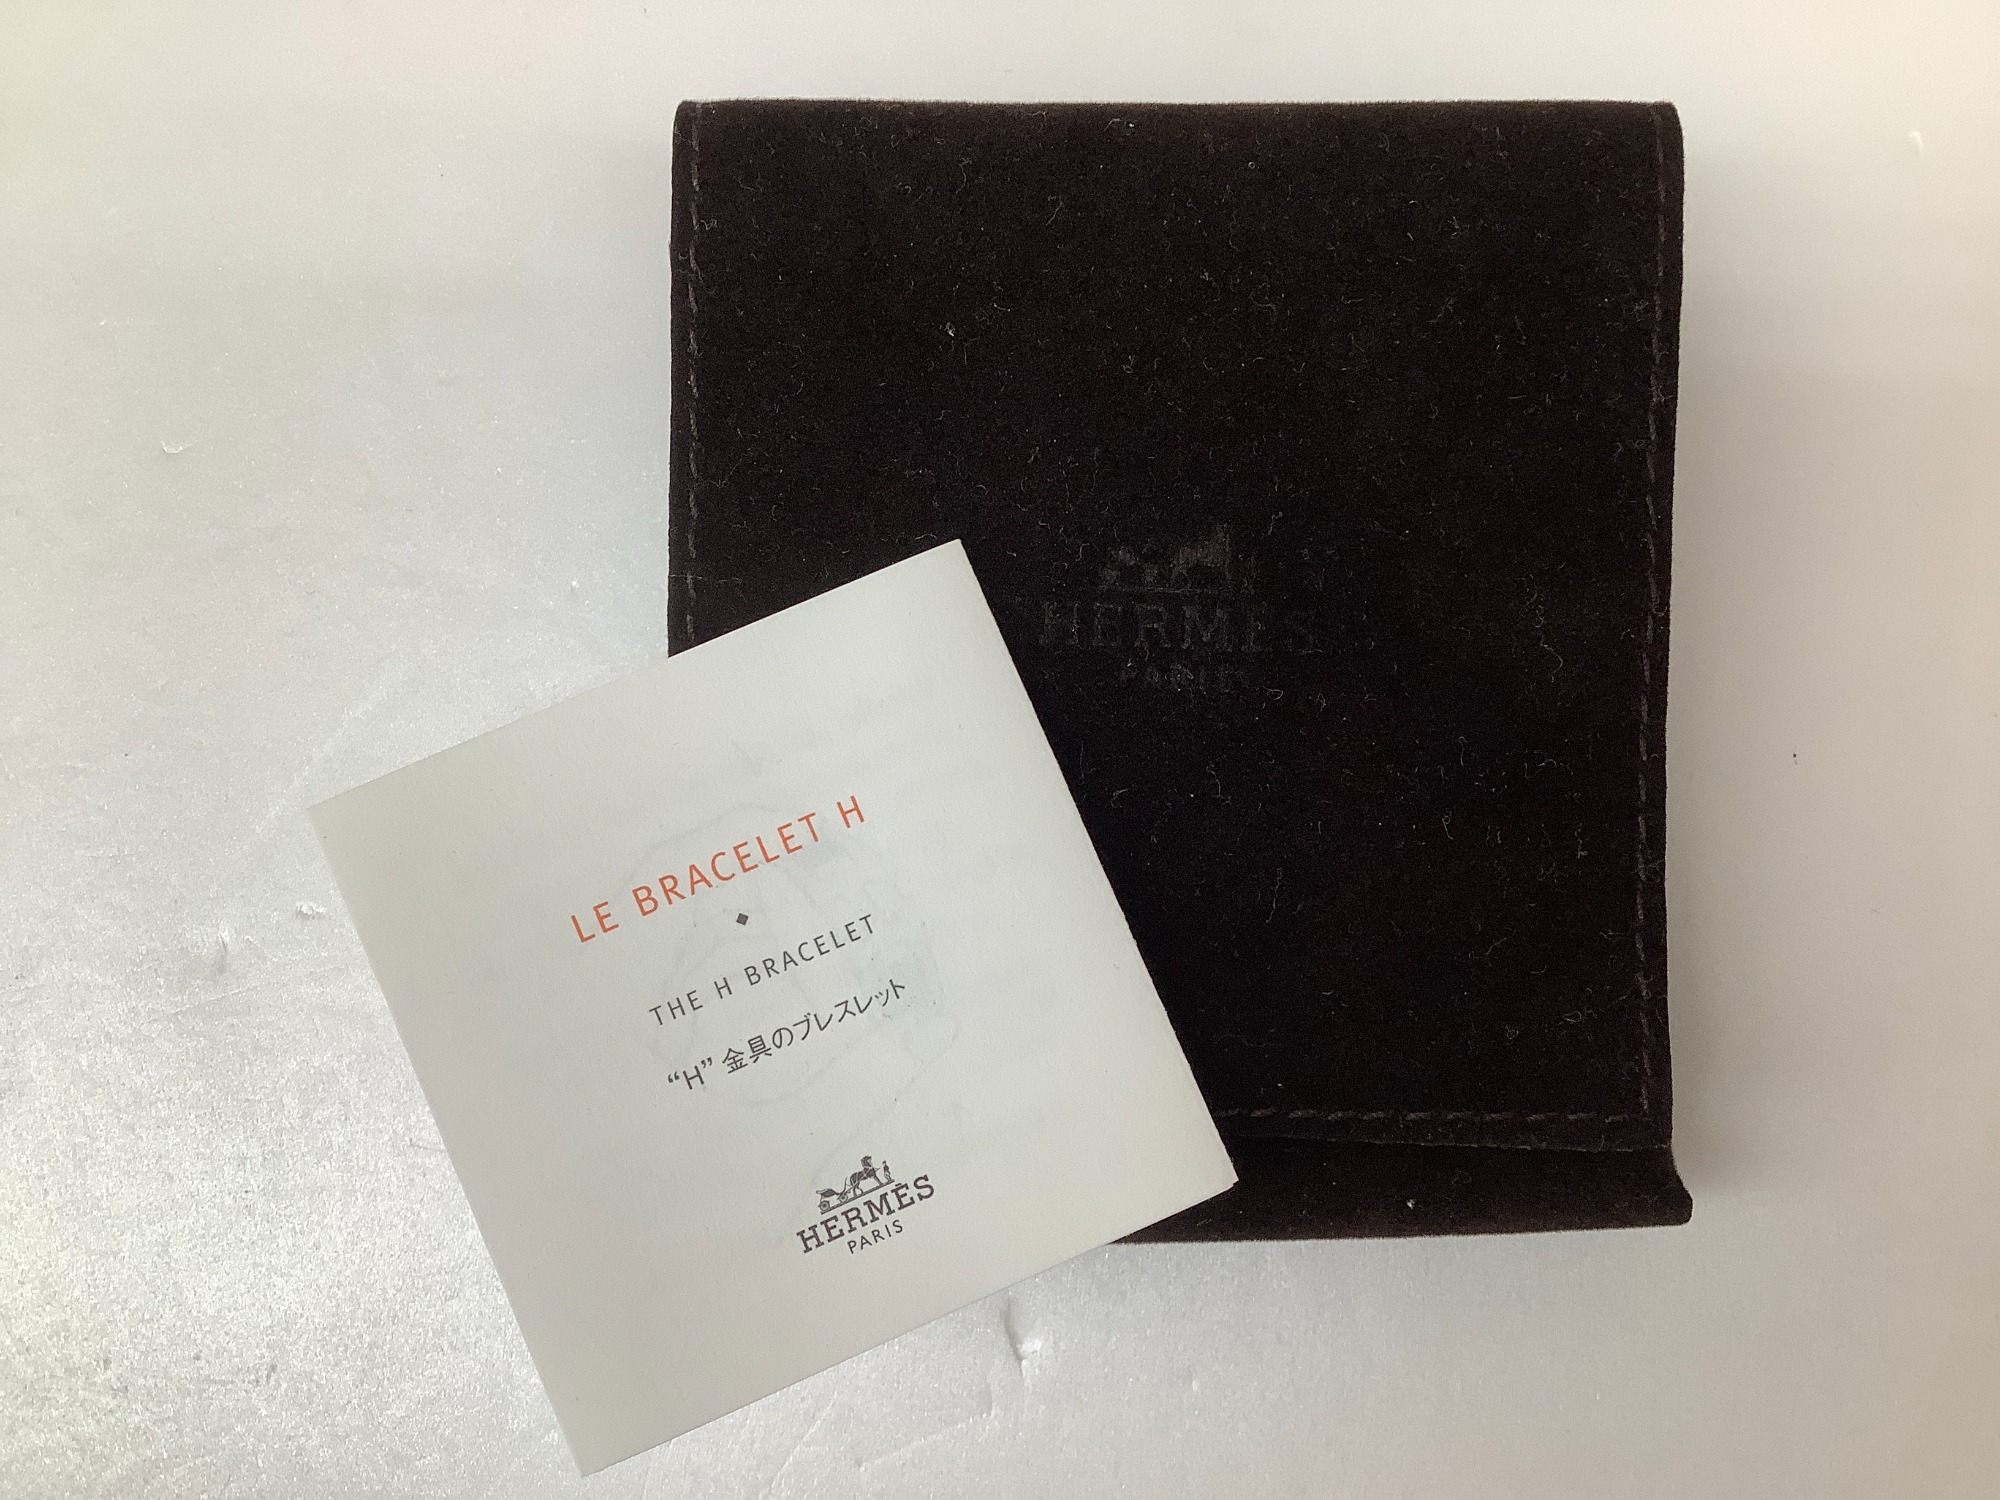 HERMÈS
PARIS
LE BRACELET H
THE H BRACELET
“H” 金具のブレスレット
HERMÈS
PARIS